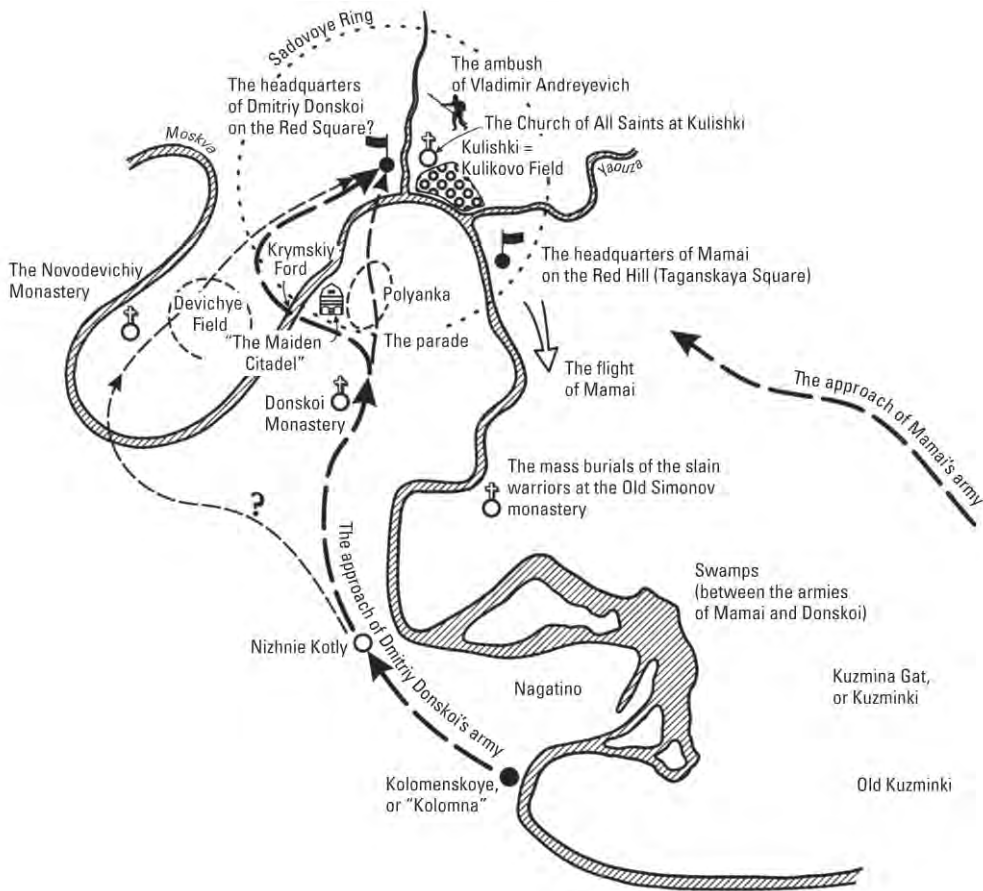 Sadovoye Ring
The ambush
of Vladimir Andreyevich
The headquarters
of Dmitriy Donskoi
on the Red Square?
The Church of All Saints at Kulishki
Kulishki =
Kulikovo Field
Moskva
Yaouza
The headquarters of Mamai
on the Red Hill (Taganskaya Square)
Krymskiy
Ford
The Novodevichiy
Monastery
Devichye
Field
Polyanka
"The Maiden
Citadel"
The parade
The flight
of Mamai
The approach of Mamai's army
Donskoi
Monastery
The mass burials of the slain
warriors at the Old Simonov
monastery
?
The approach of Dmitriy Donskoi's army
Swamps
(between the armies
of Mamai and Donskoi)
Nizhnie Kotly
Nagatino
Kuzmina Gat,
or Kuzminki
Kolomenskoye,
or "Kolomna"
Old Kuzminki